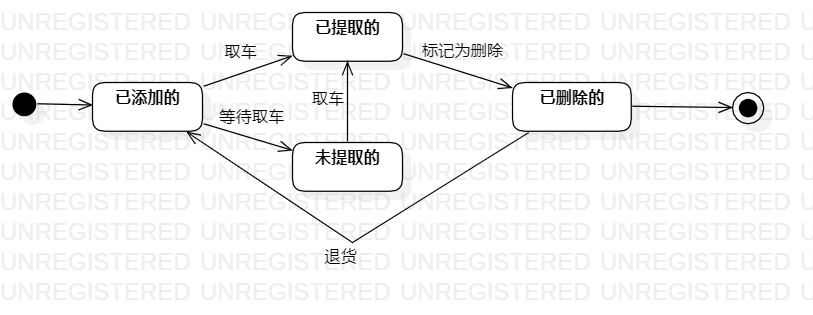 UNREGISTERED UNREGISTERED UNREGISTERED UNREGISTERED
已提取的
取车
标记为删除
已添加的
取车
已删除的
等待取车
未提取的
退货